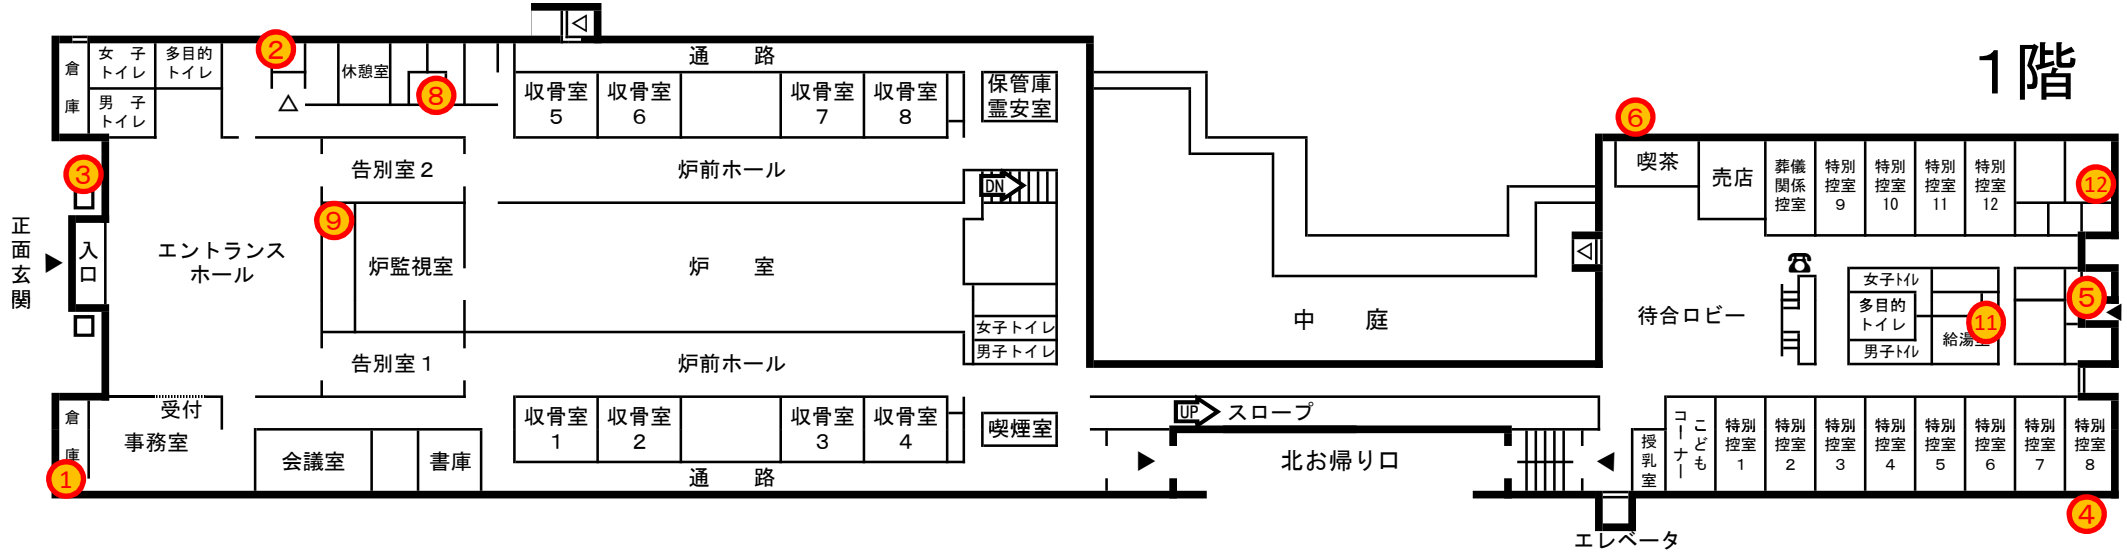 1階
②
女 子
トイレ
多目的
トイレ
倉
庫
男 子
トイレ
休憩室
⑧
通 路
収骨室
5
収骨室
6
収骨室
7
収骨室
8
保管庫
霊安室
③
告別室2
炉前ホール
DN
⑨
正面玄関
入口
エントランス
ホール
炉監視室
炉 室
女子トイレ
男子トイレ
告別室1
炉前ホール
受付
事務室
倉
庫
①
会議室
書庫
収骨室
1
収骨室
2
収骨室
3
収骨室
4
喫煙室
通 路
中 庭
UP
スロープ
北お帰り口
⑥
喫茶
売店
葬儀
関係
控室
特別
控室
9
特別
控室
10
特別
控室
11
特別
控室
12
⑫
待合ロビー
女子トイレ
多目的
トイレ
男子トイレ
⑪
給湯室
⑤
授乳室
こども
コーナー
特別
控室
1
特別
控室
2
特別
控室
3
特別
控室
4
特別
控室
5
特別
控室
6
特別
控室
7
特別
控室
8
④
エレベータ